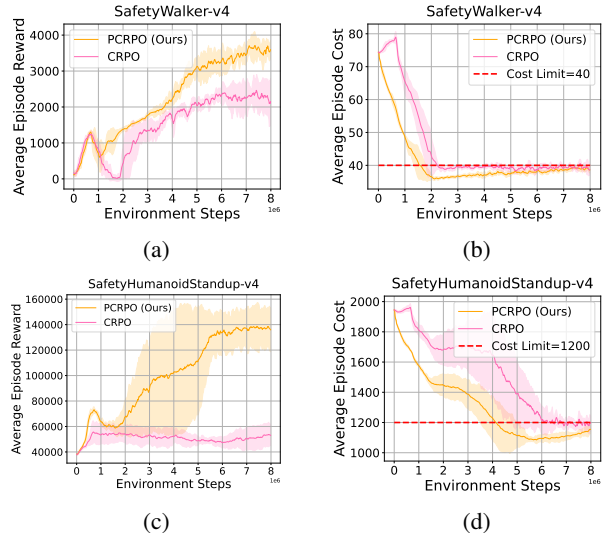 SafetyWalker-v4
Average Episode Reward
4000
3000
2000
1000
0
PCRPO (Ours)
CRPO
0 1 2 3 4 5 6 7 8
1e6
Environment Steps
(a)
SafetyWalker-v4
Average Episode Cost
80
70
60
50
40
30
PCRPO (Ours)
CRPO
Cost Limit=40
0 1 2 3 4 5 6 7 8
1e6
Environment Steps
(b)
SafetyHumanoidStandup-v4
Average Episode Reward
160000
140000
120000
100000
80000
60000
40000
PCRPO (Ours)
CRPO
0 1 2 3 4 5 6 7 8
1e6
Environment Steps
(c)
SafetyHumanoidStandup-v4
Average Episode Cost
2000
1800
1600
1400
1200
1000
PCRPO (Ours)
CRPO
Cost Limit=1200
0 1 2 3 4 5 6 7 8
1e6
Environment Steps
(d)